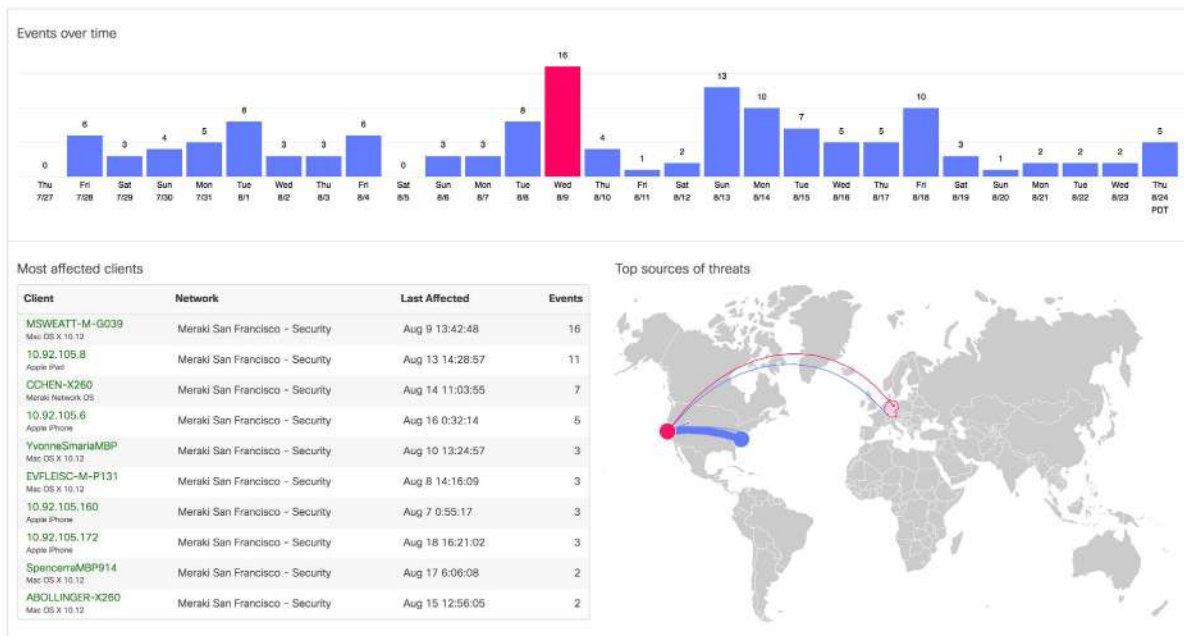 Events over time
16
13
10
10
8
8
7
6
6
5
5
5
5
4
4
3
3
3
3
3
3
2
2
2
2
1
1
0
0
Thu Fri Sat Sun Mon Tue Wed Thu Fri Sat Sun Mon Tue Wed Thu Fri Sat Sun Mon Tue Wed Thu Fri Sat Sun Mon Tue Wed Thu
7/27 7/28 7/29 7/30 7/31 8/1 8/2 8/3 8/4 8/5 8/6 8/7 8/8 8/9 8/10 8/11 8/12 8/13 8/14 8/15 8/16 8/17 8/18 8/19 8/20 8/21 8/22 8/23 8/24
PDT
Most affected clients
Client Network Last Affected Events
MSWEATT-M-G039
Mac OS X 10.12
Meraki San Francisco - Security Aug 9 13:42:48 16
10.92.105.8
Apple iPad
Meraki San Francisco - Security Aug 13 14:28:57 11
CCHEN-X260
Meraki Network OS
Meraki San Francisco - Security Aug 14 11:03:55 7
10.92.105.6
Apple iPhone
Meraki San Francisco - Security Aug 16 0:32:14 5
YvonneSmariaMBP
Mac OS X 10.12
Meraki San Francisco - Security Aug 10 13:24:57 3
EVFLEISC-M-P131
Mac OS X 10.12
Meraki San Francisco - Security Aug 8 14:16:09 3
10.92.105.160
Apple iPhone
Meraki San Francisco - Security Aug 7 0:55:17 3
10.92.105.172
Apple iPhone
Meraki San Francisco - Security Aug 18 16:21:02 3
SpencerraMBP914
Mac OS X 10.12
Meraki San Francisco - Security Aug 17 6:06:08 2
ABOLLINGER-X260
Mac OS X 10.12
Meraki San Francisco - Security Aug 15 12:56:05 2
Top sources of threats